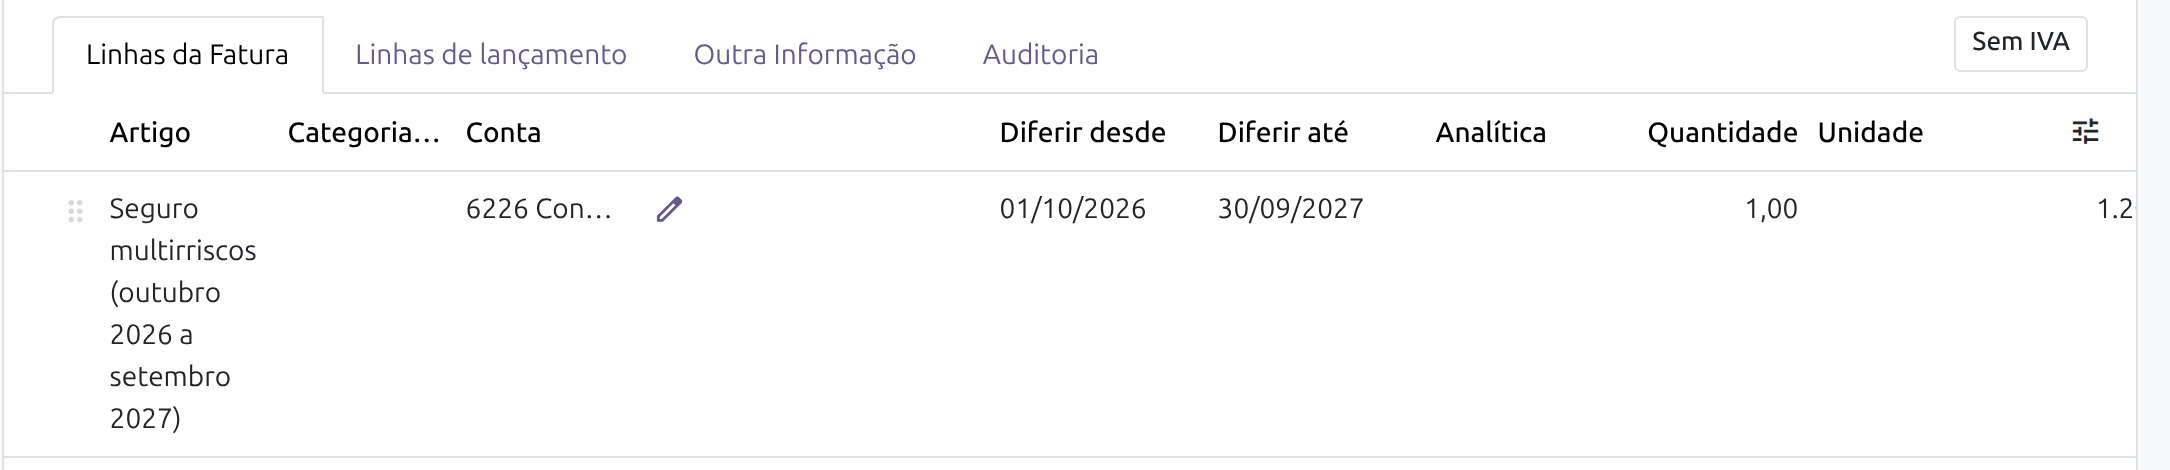 Linhas da Fatura Linhas de lançamento Outra Informação Auditoria Sem IVA
Artigo Categoria... Conta Diferir desde Diferir até Analítica Quantidade Unidade
Seguro 6226 Con... 01/10/2026 30/09/2027 1,00 1.2
multirriscos
(outubro
2026 a
setembro
2027)